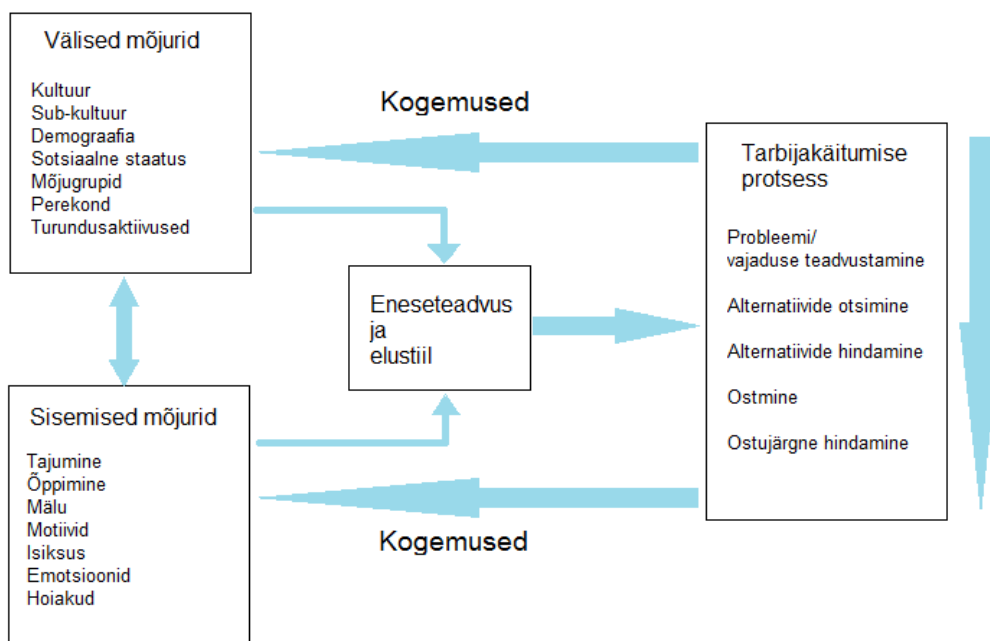 Välised mõjurid
Kultuur
Sub-kultuur
Demograafia
Sotsiaalne staatus
Mõjugrupid
Perekond
Turundusaktiivused
Sisemised mõjurid
Tajumine
Õppimine
Mälu
Motiivid
Isiksus
Emotsioonid
Hoiakud
Eneseteadvus
ja
elustiil
Kogemused
Kogemused
Tarbijakäitumise
protsess
Probleemi/
vajaduse teadvustamine
Alternatiivide otsimine
Alternatiivide hindamine
Ostmine
Ostujärgne hindamine